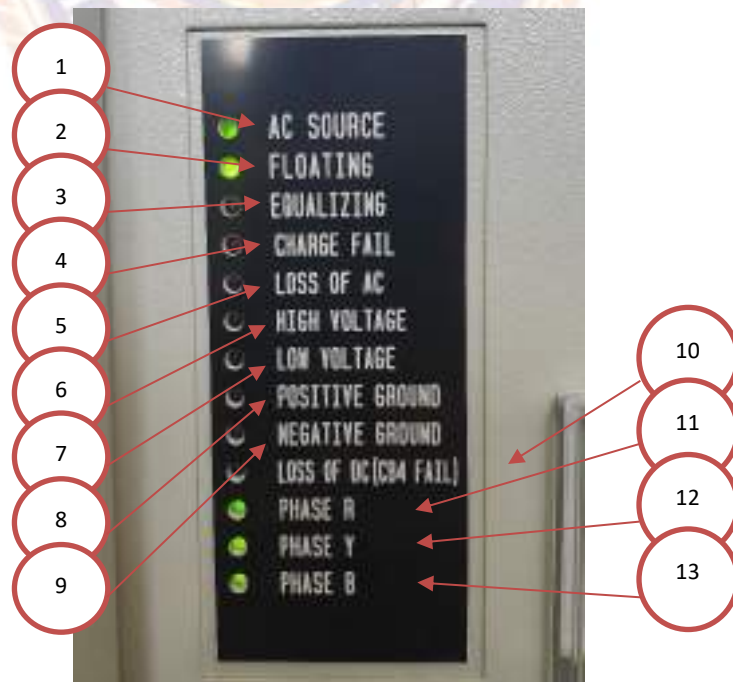 1
2
3
4
5
6
7
8
9
AC SOURCE
FLOATING
EQUALIZING
CHARGE FAIL
LOSS OF AC
HIGH VOLTAGE
LOW VOLTAGE
POSITIVE GROUND
NEGATIVE GROUND
LOSS OF DC(CB4 FAIL)
PHASE R
PHASE Y
PHASE B
10
11
12
13